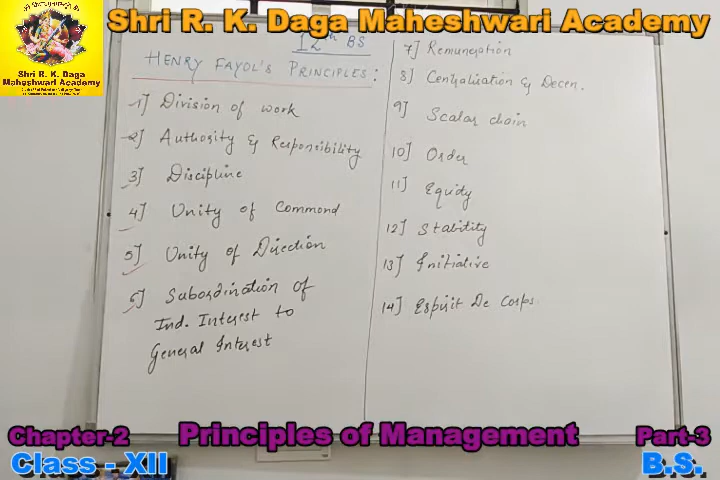 Shri R. K. Daga Maheshwari Academy
Shri R. K. Daga
Maheshwari Academy
12th BS
HENRY FAYOL'S PRINCIPLES:
1] Division of work
2] Authority & Responsibility
3] Discipline
4] Unity of Command
5] Unity of Direction
6] Subordination of
Ind. Interest to
General Interest
7] Remuneration
8] Centralisation & Decen.
9] Scalar chain
10] Order
11] Equity
12] Stability
13] Initiative
14] Espirit De Corps.
Chapter-2 Principles of Management Part-3
Class - XII B.S.